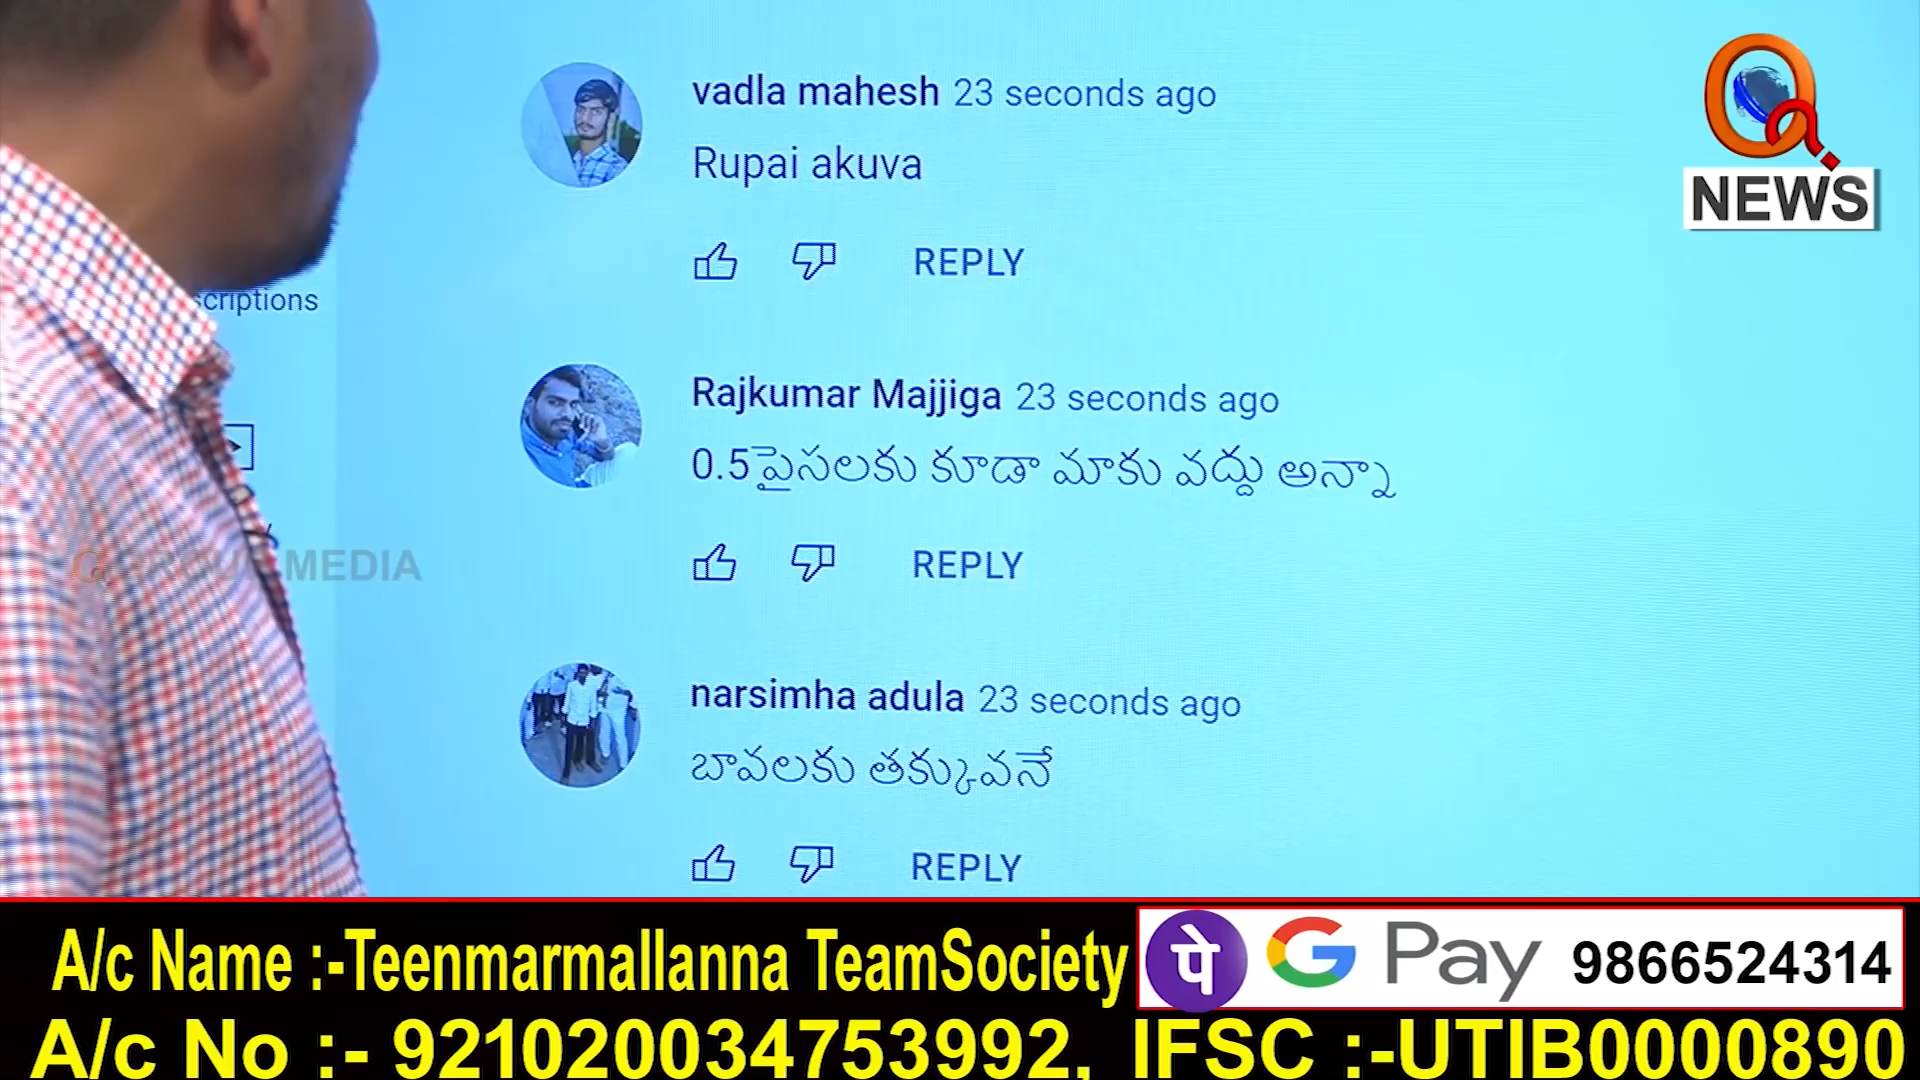 vadla mahesh 23 seconds ago
Rupai akuva
REPLY
scriptions
Rajkumar Majjiga 23 seconds ago
0.5పైసలకు కూడా మాకు వద్దు అన్నా
REPLY
MEDIA
narsimha adula 23 seconds ago
బావలకు తక్కువనే
REPLY
Q NEWS
A/c Name :-Teenmarmallanna TeamSociety
पे G Pay 9866524314
A/c No :- 921020034753992, IFSC :-UTIB0000890